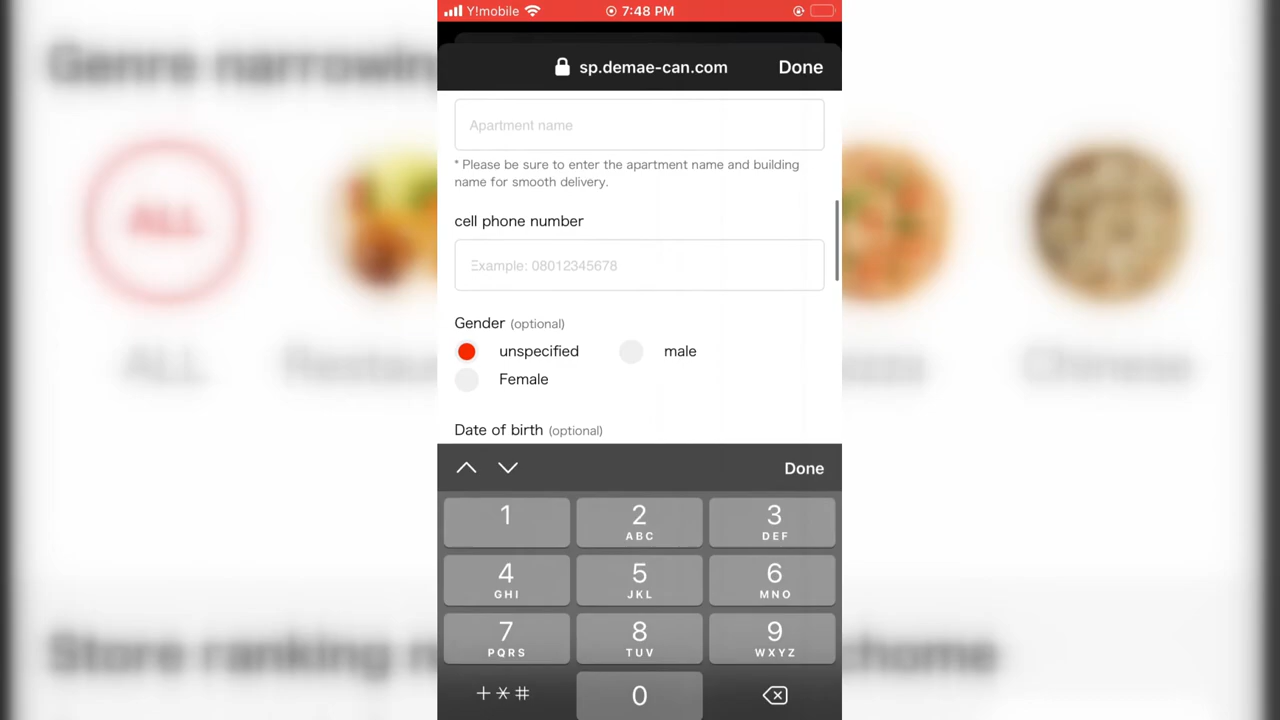 Y!mobile 7:48 PM
sp.demae-can.com Done
Genre narrowing
Apartment name
* Please be sure to enter the apartment name and building
name for smooth delivery.
ALL
cell phone number
Example: 08012345678
Gender (optional)
unspecified male
ALL Chinese
Female
Date of birth (optional)
Done
1 2 ABC 3 DEF
4 GHI 5 JKL 6 MNO
7 PQRS 8 TUV 9 WXYZ
Store ranking
+*# 0